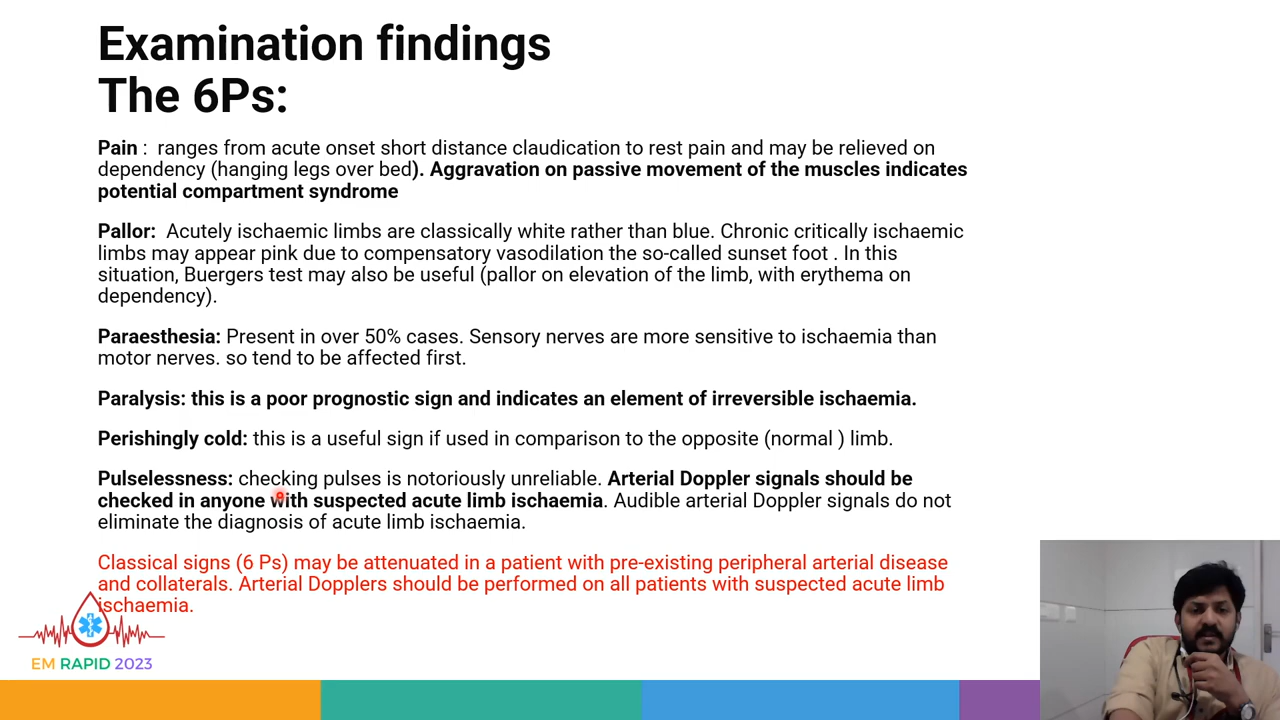 Examination findings
The 6Ps:
Pain :  ranges from acute onset short distance claudication to rest pain and may be relieved on
dependency (hanging legs over bed). Aggravation on passive movement of the muscles indicates
potential compartment syndrome
Pallor:  Acutely ischaemic limbs are classically white rather than blue. Chronic critically ischaemic
limbs may appear pink due to compensatory vasodilation the so-called sunset foot . In this
situation, Buergers test may also be useful (pallor on elevation of the limb, with erythema on
dependency).
Paraesthesia: Present in over 50% cases. Sensory nerves are more sensitive to ischaemia than
motor nerves. so tend to be affected first.
Paralysis: this is a poor prognostic sign and indicates an element of irreversible ischaemia.
Perishingly cold: this is a useful sign if used in comparison to the opposite (normal ) limb.
Pulselessness: checking pulses is notoriously unreliable. Arterial Doppler signals should be
checked in anyone with suspected acute limb ischaemia. Audible arterial Doppler signals do not
eliminate the diagnosis of acute limb ischaemia.
Classical signs (6 Ps) may be attenuated in a patient with pre-existing peripheral arterial disease
and collaterals. Arterial Dopplers should be performed on all patients with suspected acute limb
ischaemia.
EM RAPID 2023